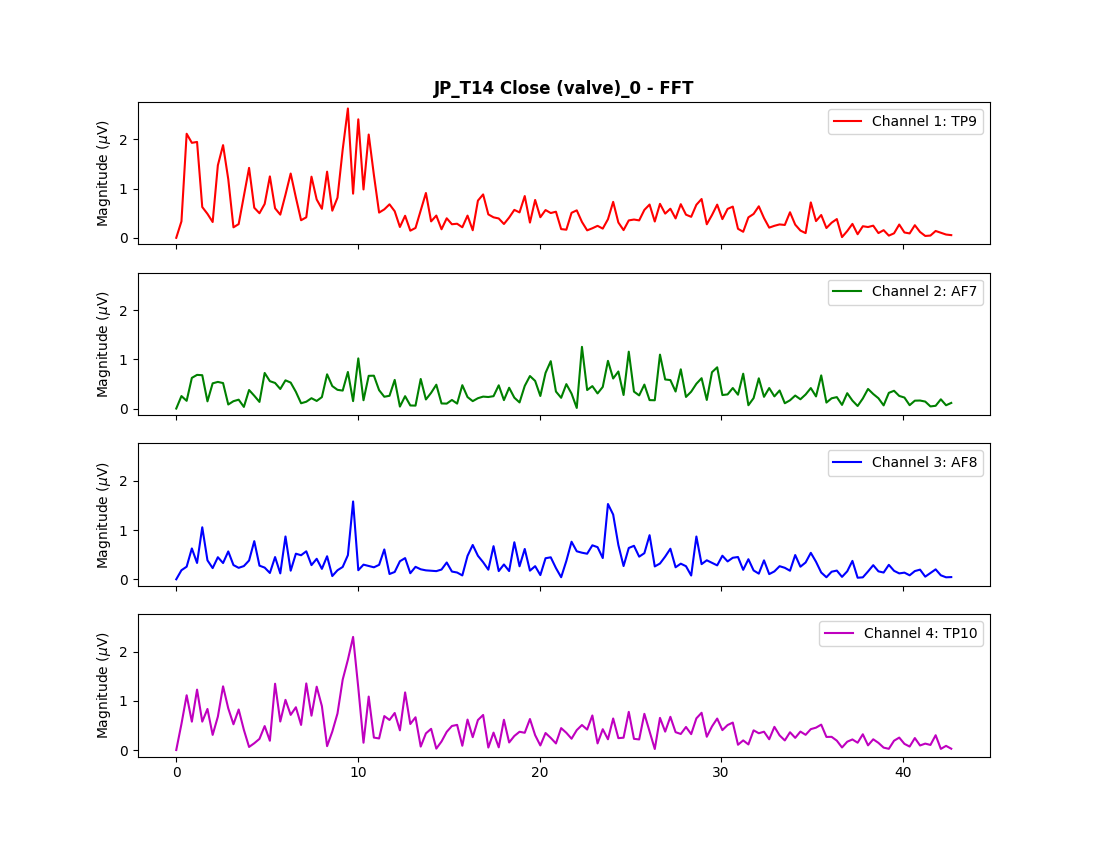 JP_T14 Close (valve)_0 - FFT
Magnitude (μV)
2
1
0
Channel 1: TP9
Magnitude (μV)
2
1
0
Channel 2: AF7
Magnitude (μV)
2
1
0
Channel 3: AF8
Magnitude (μV)
2
1
0
Channel 4: TP10
0 10 20 30 40